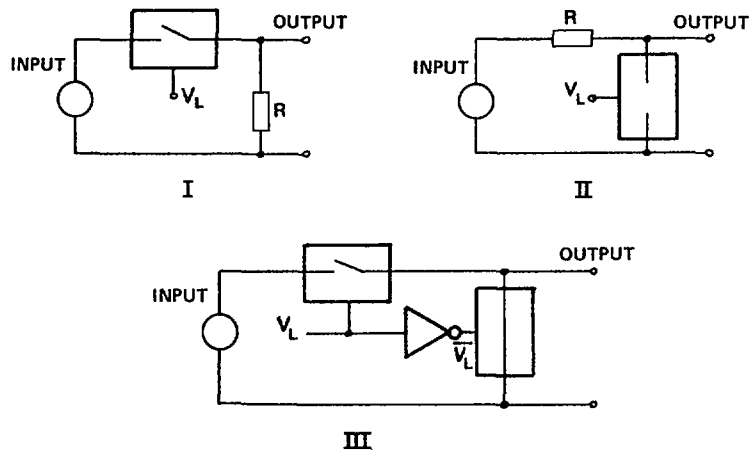 OUTPUT
INPUT
V_L
R
I
R
OUTPUT
INPUT
V_L
II
OUTPUT
INPUT
V_L
V̅_L
III